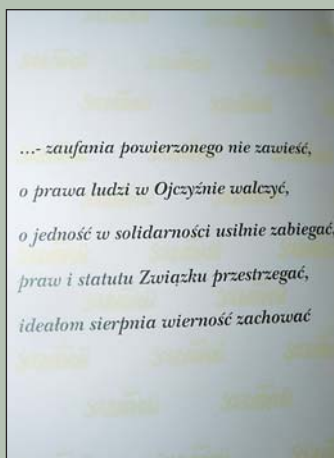 ...- zaufania powierzonego nie zawieść,
o prawa ludzi w Ojczyźnie walczyć,
o jedność w solidarności usilnie zabiegać,
praw i statutu Związku przestrzegać,
ideałom sierpnia wierność zachować